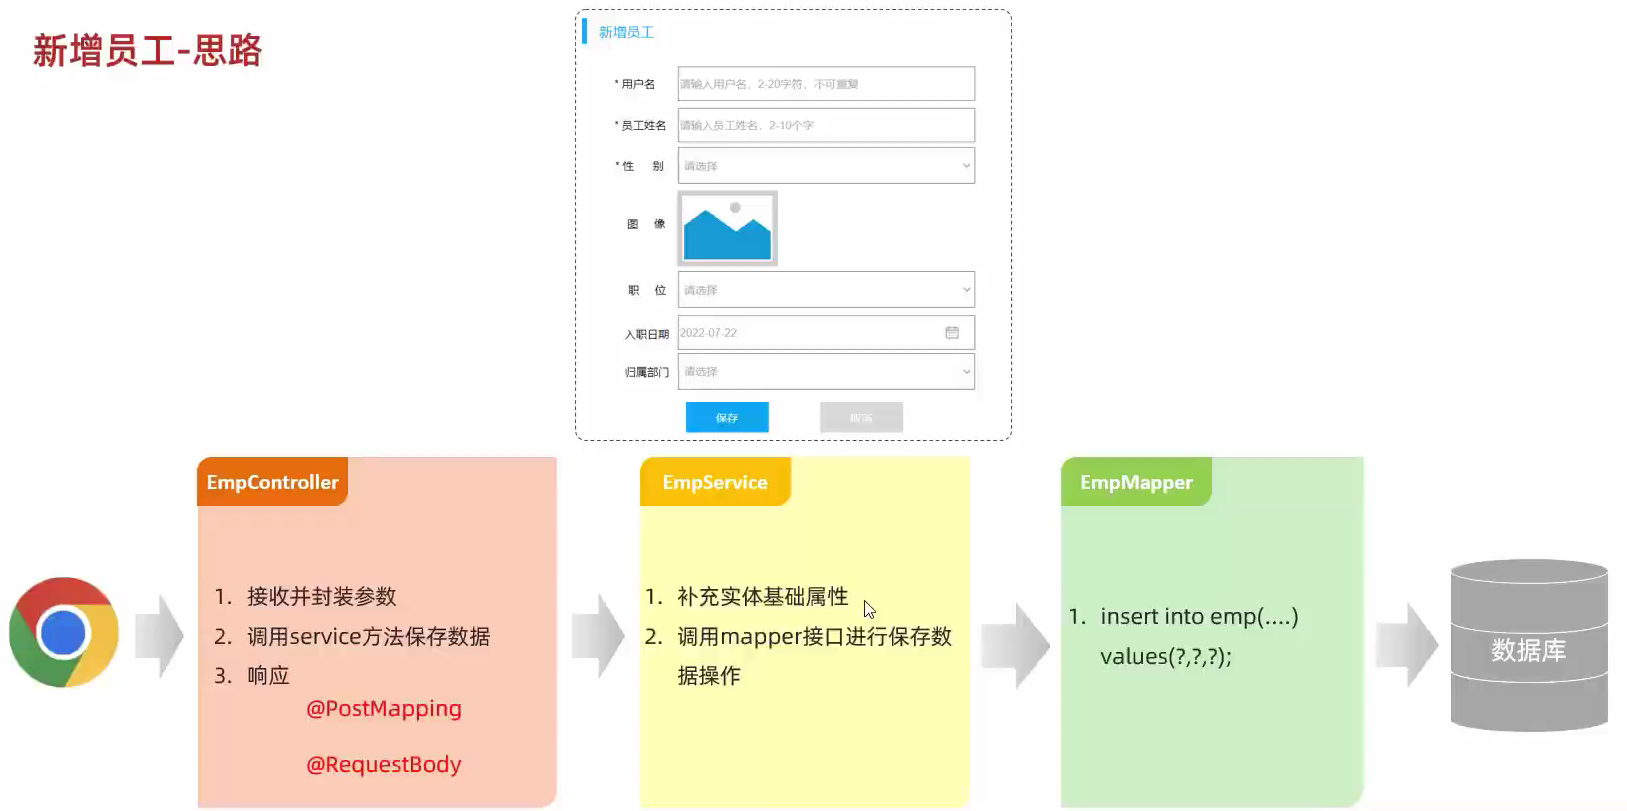 新增员工-思路
新增员工
* 用户名 请输入用户名，2-20字符，不可重复
* 员工姓名 请输入员工姓名，2-10个字
* 性 别 请选择
图 像
职 位 请选择
入职日期 2022-07-22
归属部门 请选择
保存
EmpController
1. 接收并封装参数
2. 调用service方法保存数据
3. 响应
@PostMapping
@RequestBody
EmpService
1. 补充实体基础属性
2. 调用mapper接口进行保存数
据操作
EmpMapper
1. insert into emp(....)
values(?,?,?);
数据库